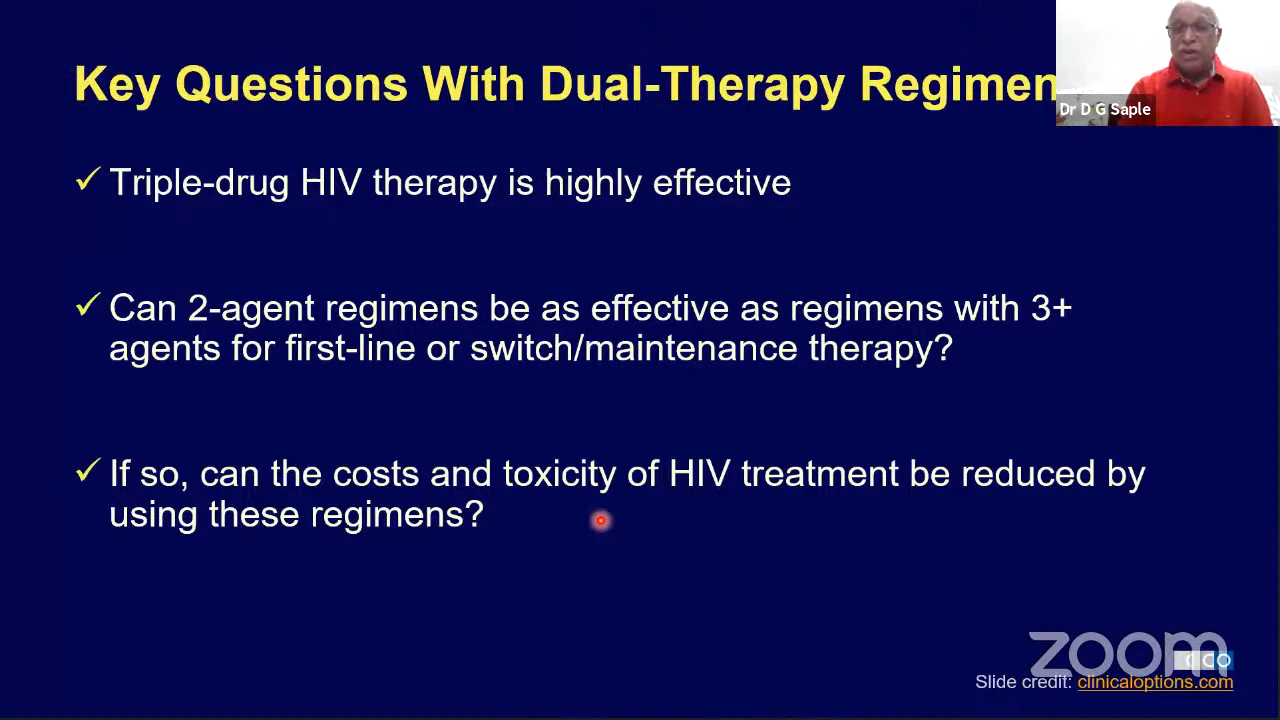 Key Questions With Dual-Therapy Regimen
Dr D G Saple
✓ Triple-drug HIV therapy is highly effective
✓ Can 2-agent regimens be as effective as regimens with 3+
agents for first-line or switch/maintenance therapy?
✓ If so, can the costs and toxicity of HIV treatment be reduced by
using these regimens?
zoom
CCO
Slide credit: clinicaloptions.com